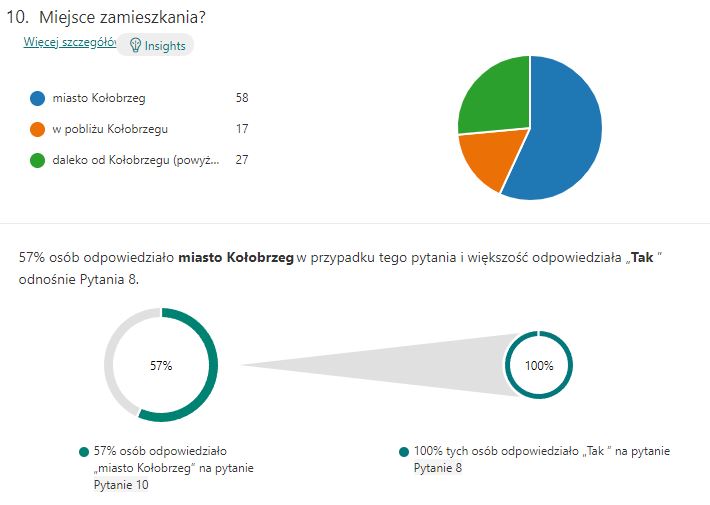 10. Miejsce zamieszkania?
Więcej szczegółów Insights
miasto Kołobrzeg 58
w pobliżu Kołobrzegu 17
daleko od Kołobrzegu (powyż... 27
57% osób odpowiedziało miasto Kołobrzeg w przypadku tego pytania i większość odpowiedziała „Tak ”
odnośnie Pytania 8.
57%
100%
57% osób odpowiedziało
„miasto Kołobrzeg” na pytanie
Pytanie 10
100% tych osób odpowiedziało „Tak ” na pytanie
Pytanie 8